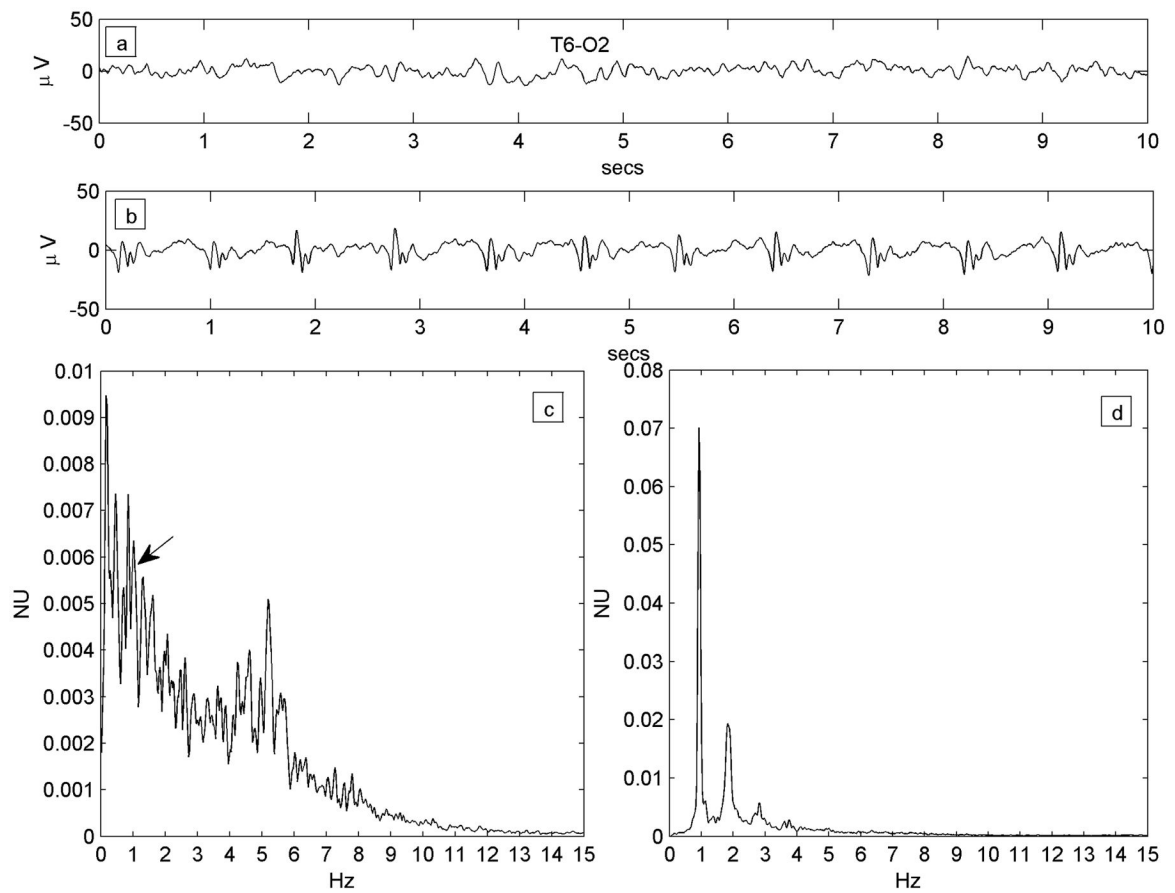 50
a
T6-O2
μ V
0
-50
0 1 2 3 4 5 6 7 8 9 10
secs
50
b
μ V
0
-50
0 1 2 3 4 5 6 7 8 9 10
secs
0.01
0.009
0.008
0.007
0.006
0.005
0.004
0.003
0.002
0.001
0
NU
c
0 1 2 3 4 5 6 7 8 9 10 11 12 13 14 15
Hz
0.08
0.07
0.06
0.05
0.04
0.03
0.02
0.01
0
NU
d
0 1 2 3 4 5 6 7 8 9 10 11 12 13 14 15
Hz